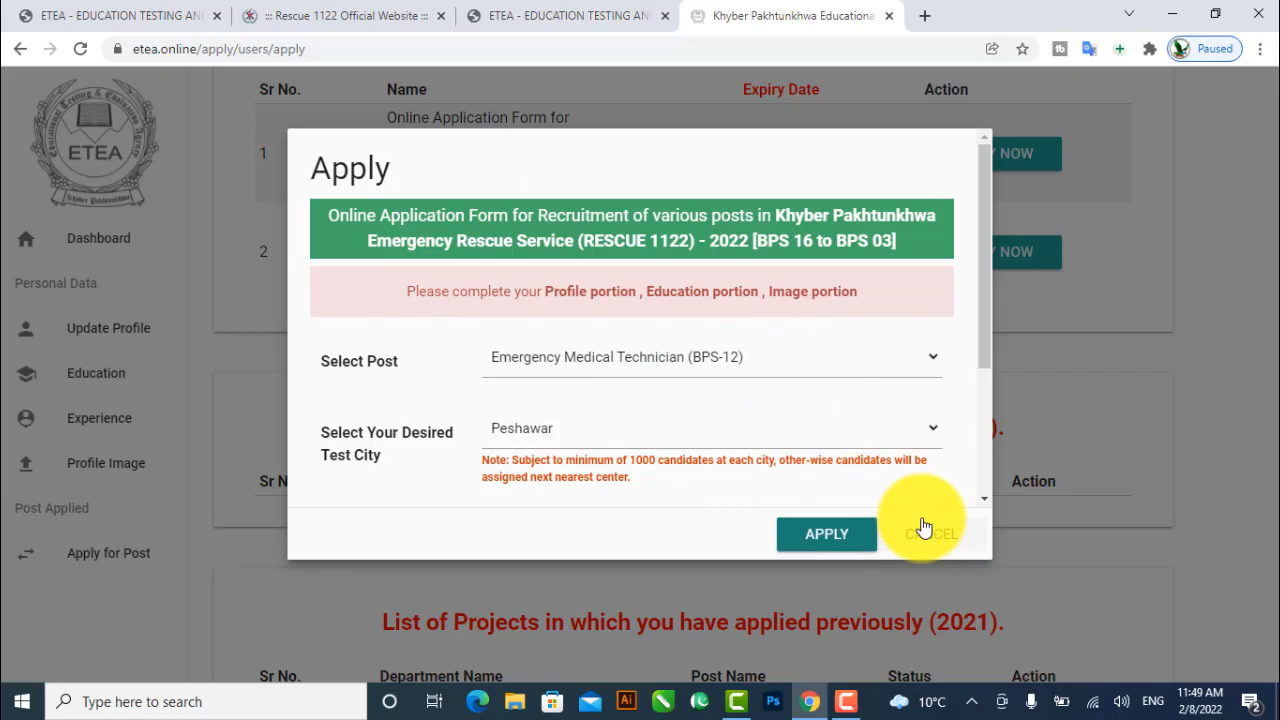 ETEA - EDUCATION TESTING AN
::: Rescue 1122 Official Website :::
ETEA - EDUCATION TESTING AND
Khyber Pakhtunkhwa Educationa
etea.online/apply/users/apply
Paused
ETEA
Dashboard
Personal Data
Update Profile
Education
Experience
Profile Image
Post Applied
Apply for Post
Sr No. Name Expiry Date Action
Online Application Form for
1
NOW
2
NOW
Apply
Online Application Form for Recruitment of various posts in Khyber Pakhtunkhwa
Emergency Rescue Service (RESCUE 1122) - 2022 [BPS 16 to BPS 03]
Please complete your Profile portion , Education portion , Image portion
Select Post
Emergency Medical Technician (BPS-12)
Select Your Desired
Test City
Peshawar
Note: Subject to minimum of 1000 candidates at each city, other-wise candidates will be
assigned next nearest center.
APPLY
CANCEL
).
Action
List of Projects in which you have applied previously (2021).
Sr No. Department Name Post Name Status Action
Type here to search
10°C
ENG
11:49 AM
2/8/2022
2